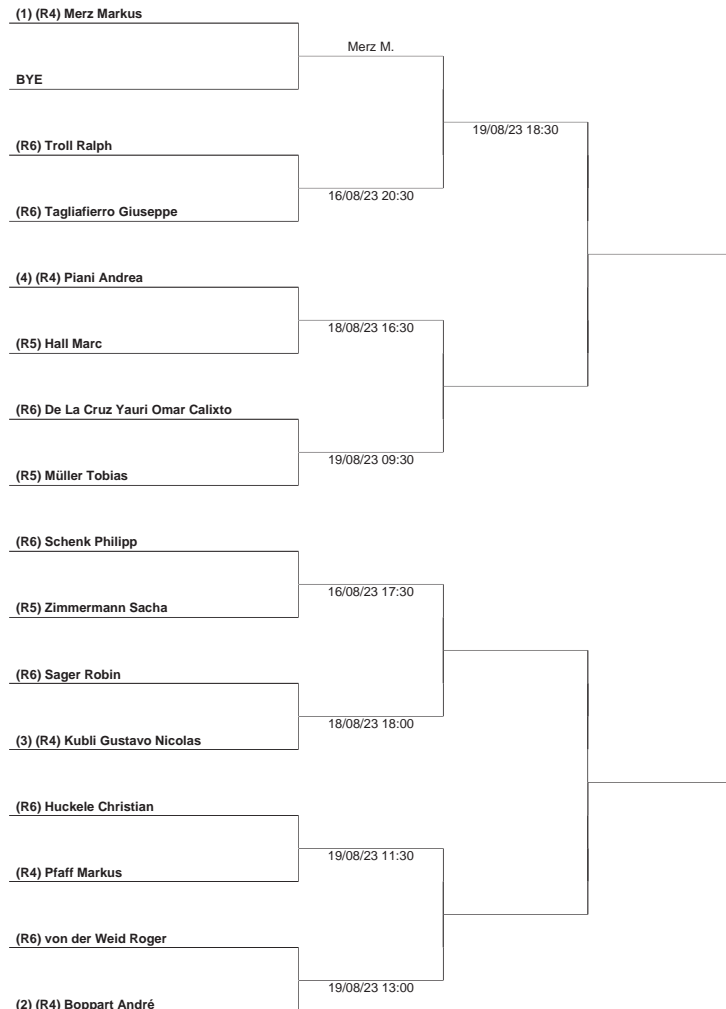 (1) (R4) Merz Markus
Merz M.
BYE
19/08/23 18:30
(R6) Troll Ralph
16/08/23 20:30
(R6) Tagliafierro Giuseppe
(4) (R4) Piani Andrea
18/08/23 16:30
(R5) Hall Marc
(R6) De La Cruz Yauri Omar Calixto
19/08/23 09:30
(R5) Müller Tobias
(R6) Schenk Philipp
16/08/23 17:30
(R5) Zimmermann Sacha
(R6) Sager Robin
18/08/23 18:00
(3) (R4) Kubli Gustavo Nicolas
(R6) Huckele Christian
19/08/23 11:30
(R4) Pfaff Markus
(R6) von der Weid Roger
19/08/23 13:00
(2) (R4) Boppart André